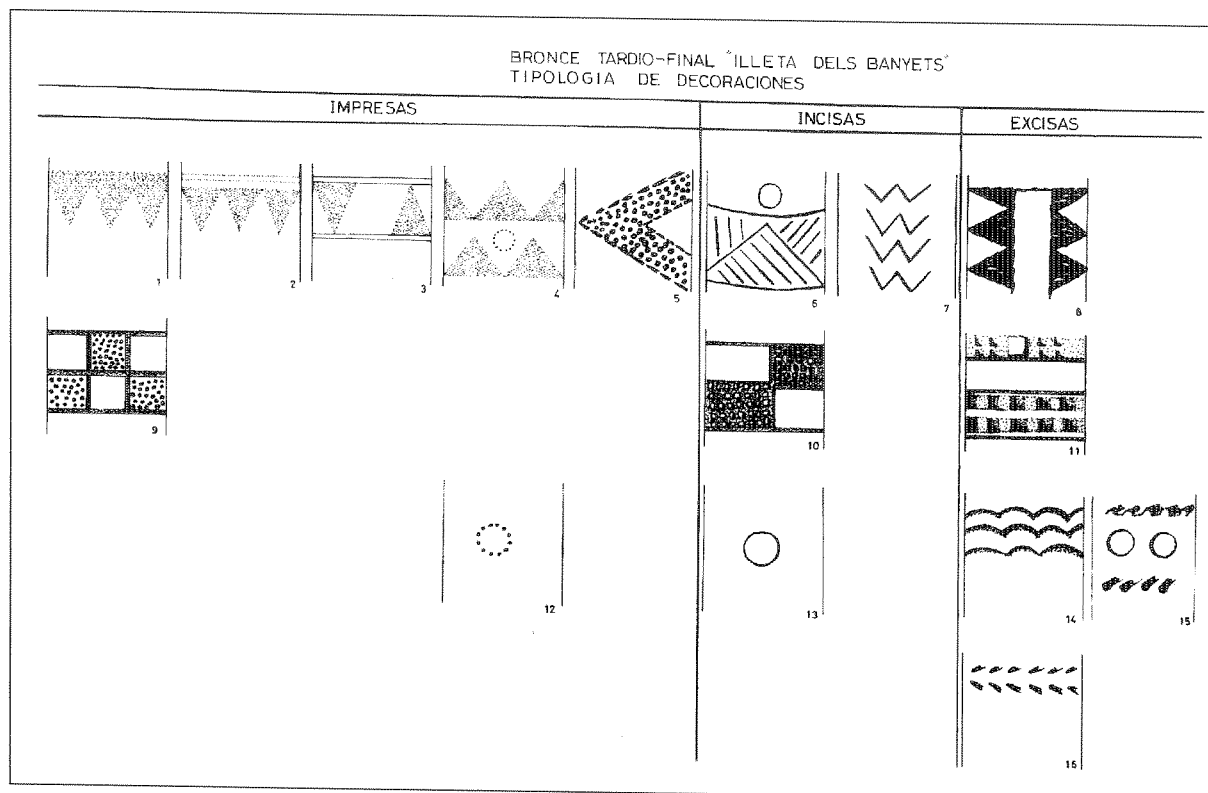 BRONCE TARDIO-FINAL "ILLETA DELS BANYETS"
TIPOLOGIA DE DECORACIONES
IMPRESAS INCISAS EXCISAS
1 2 3 4 5 6 7 8
9 10 11
12 13 14 15
16